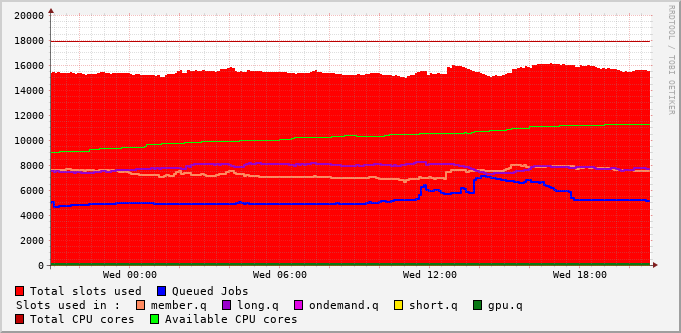 RRDTOOL / TOBI OETIKER
20000
18000
16000
14000
12000
10000
8000
6000
4000
2000
0
Wed 00:00 Wed 06:00 Wed 12:00 Wed 18:00
Total slots used Queued Jobs
Slots used in : member.q long.q ondemand.q short.q gpu.q
Total CPU cores Available CPU cores